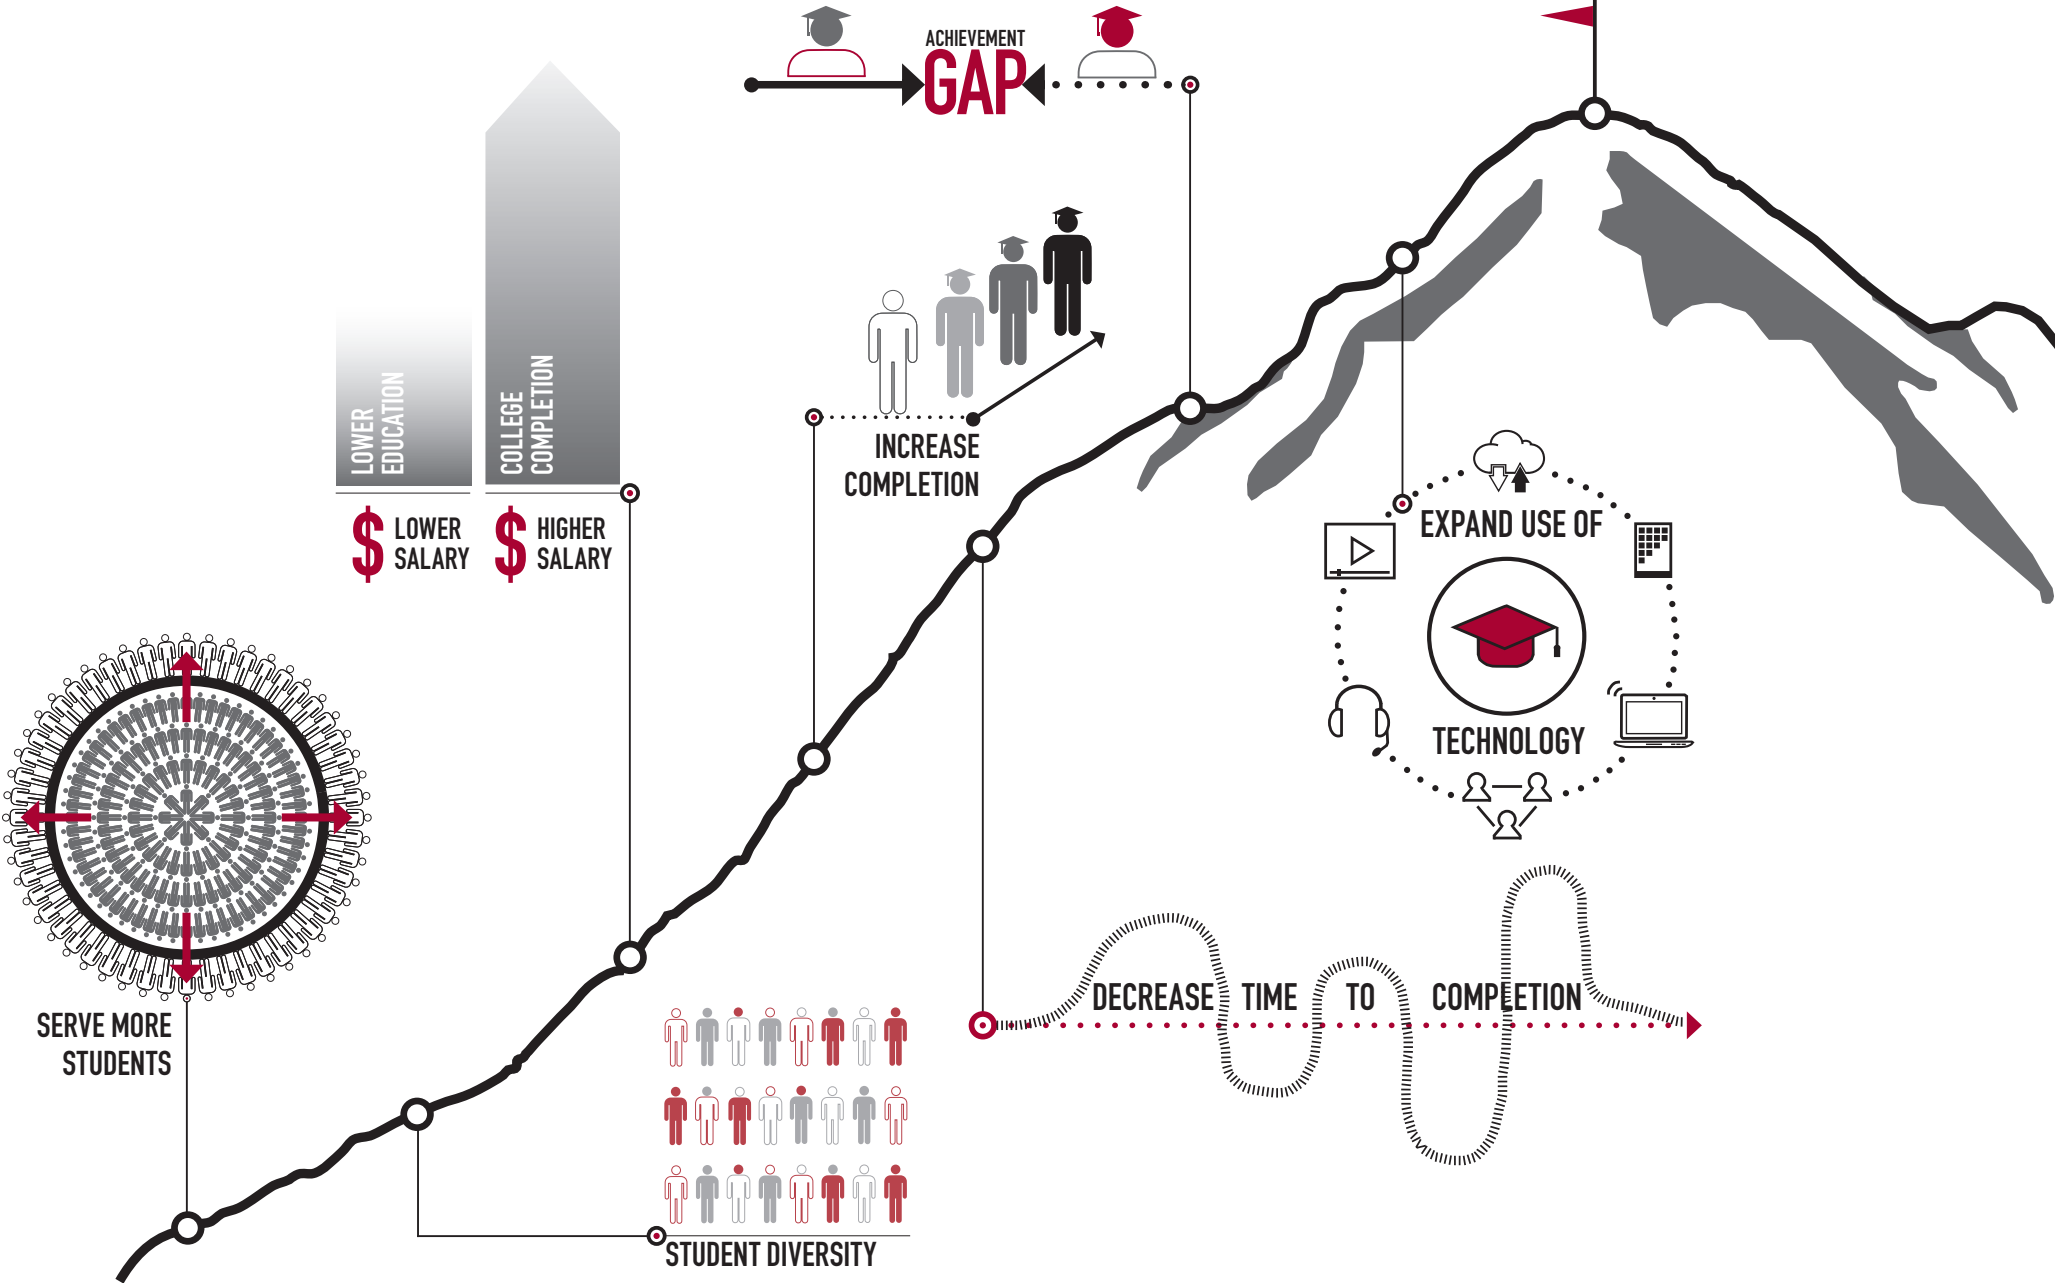 ACHIEVEMENT
GAP
LOWER
EDUCATION
COLLEGE
COMPLETION
$ LOWER
SALARY
$ HIGHER
SALARY
INCREASE
COMPLETION
EXPAND USE OF
TECHNOLOGY
SERVE MORE
STUDENTS
DECREASE TIME TO COMPLETION
STUDENT DIVERSITY